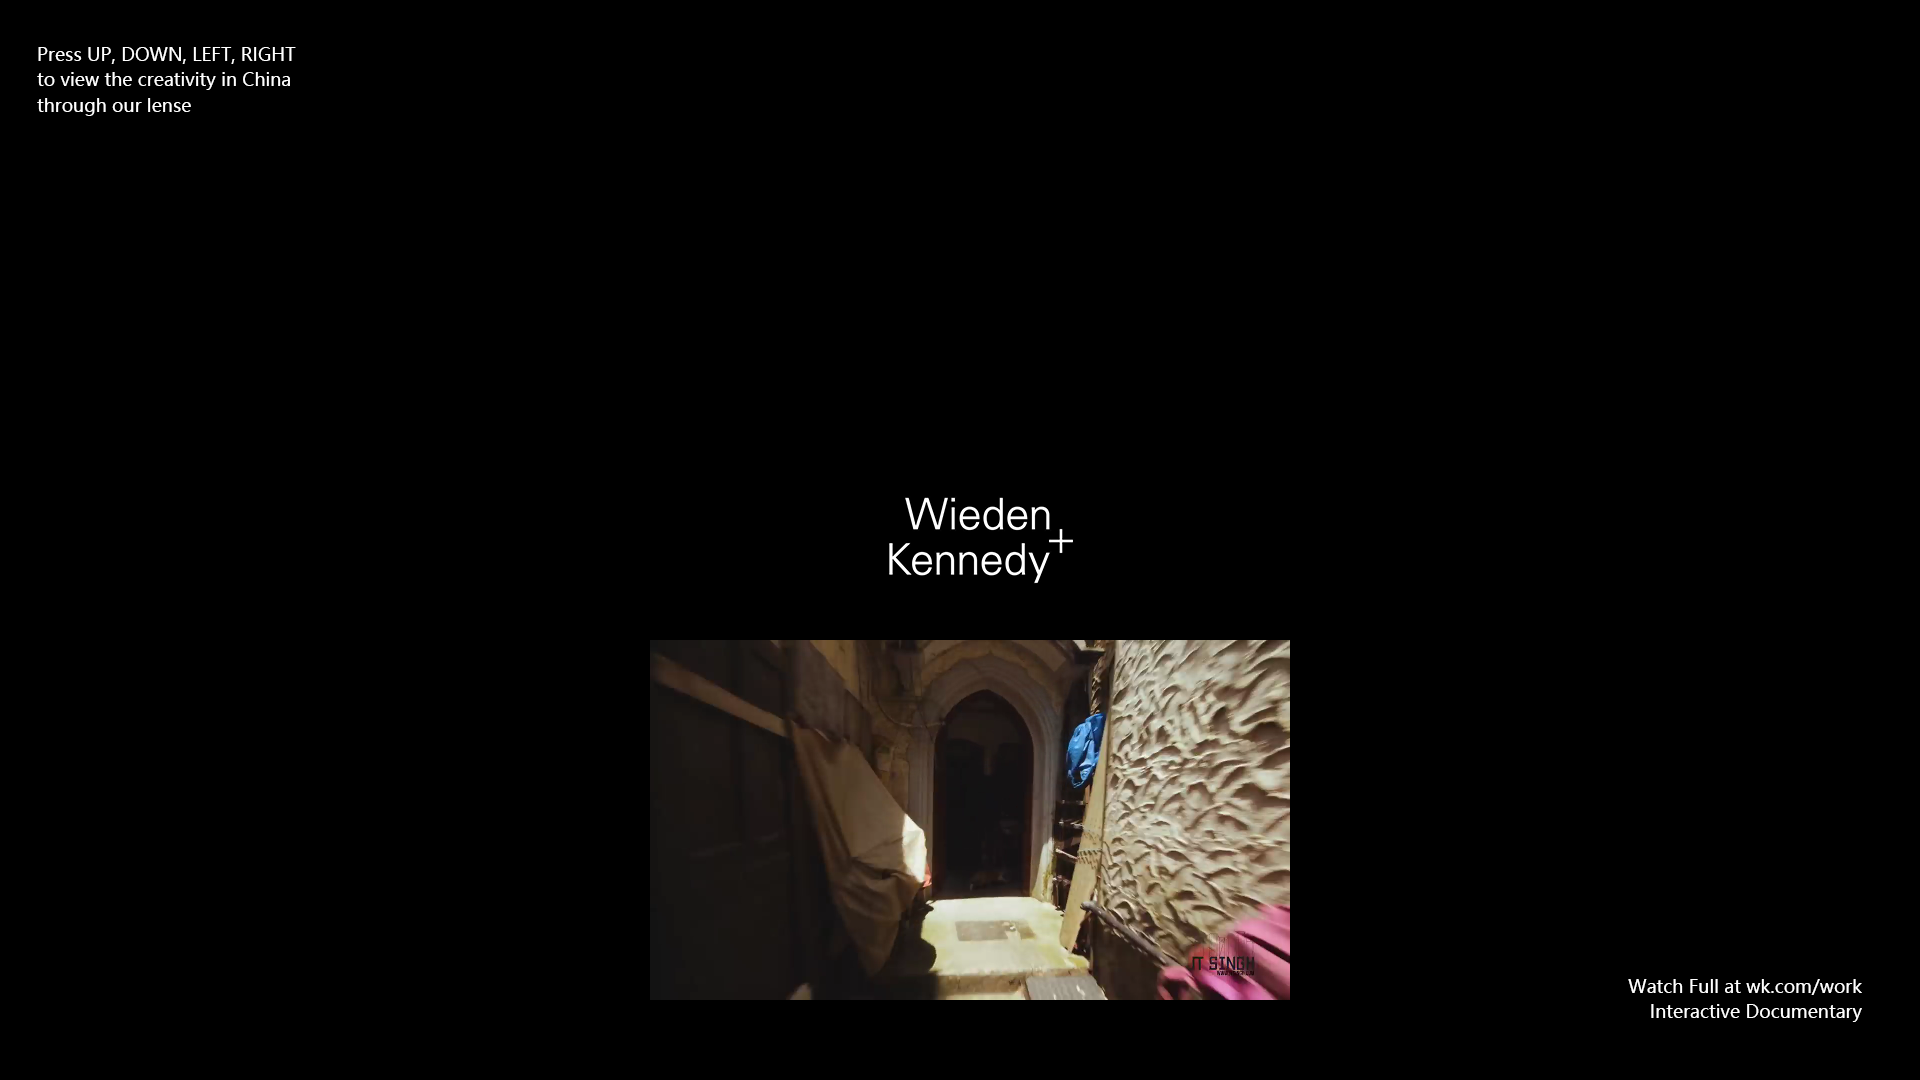 Press UP, DOWN, LEFT, RIGHT
to view the creativity in China
through our lense
Wieden
+
Kennedy
JT SINGH
Watch Full at wk.com/work
Interactive Documentary